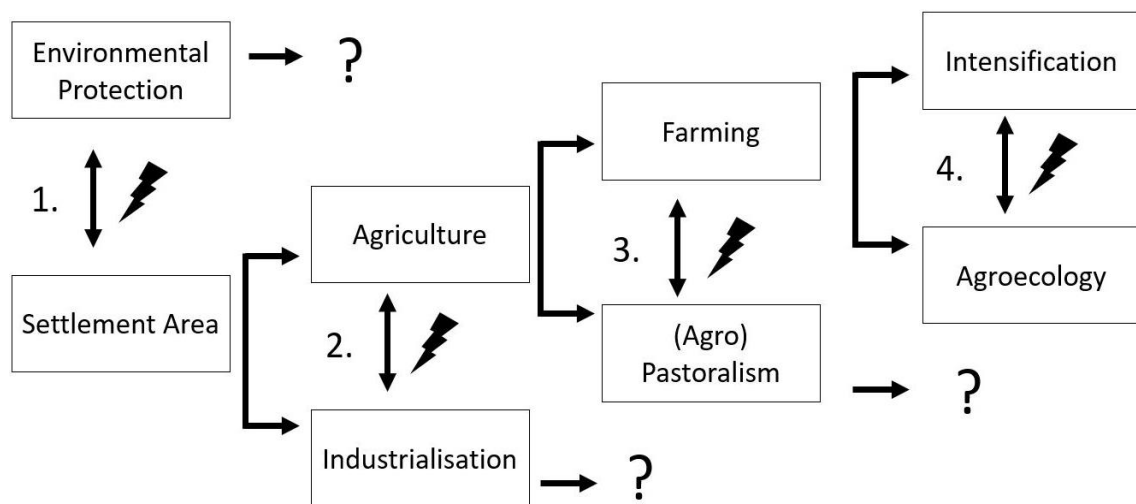 Environmental
Protection
?
1.
Settlement Area
Agriculture
2.
Industrialisation
?
Farming
3.
(Agro)
Pastoralism
?
Intensification
4.
Agroecology